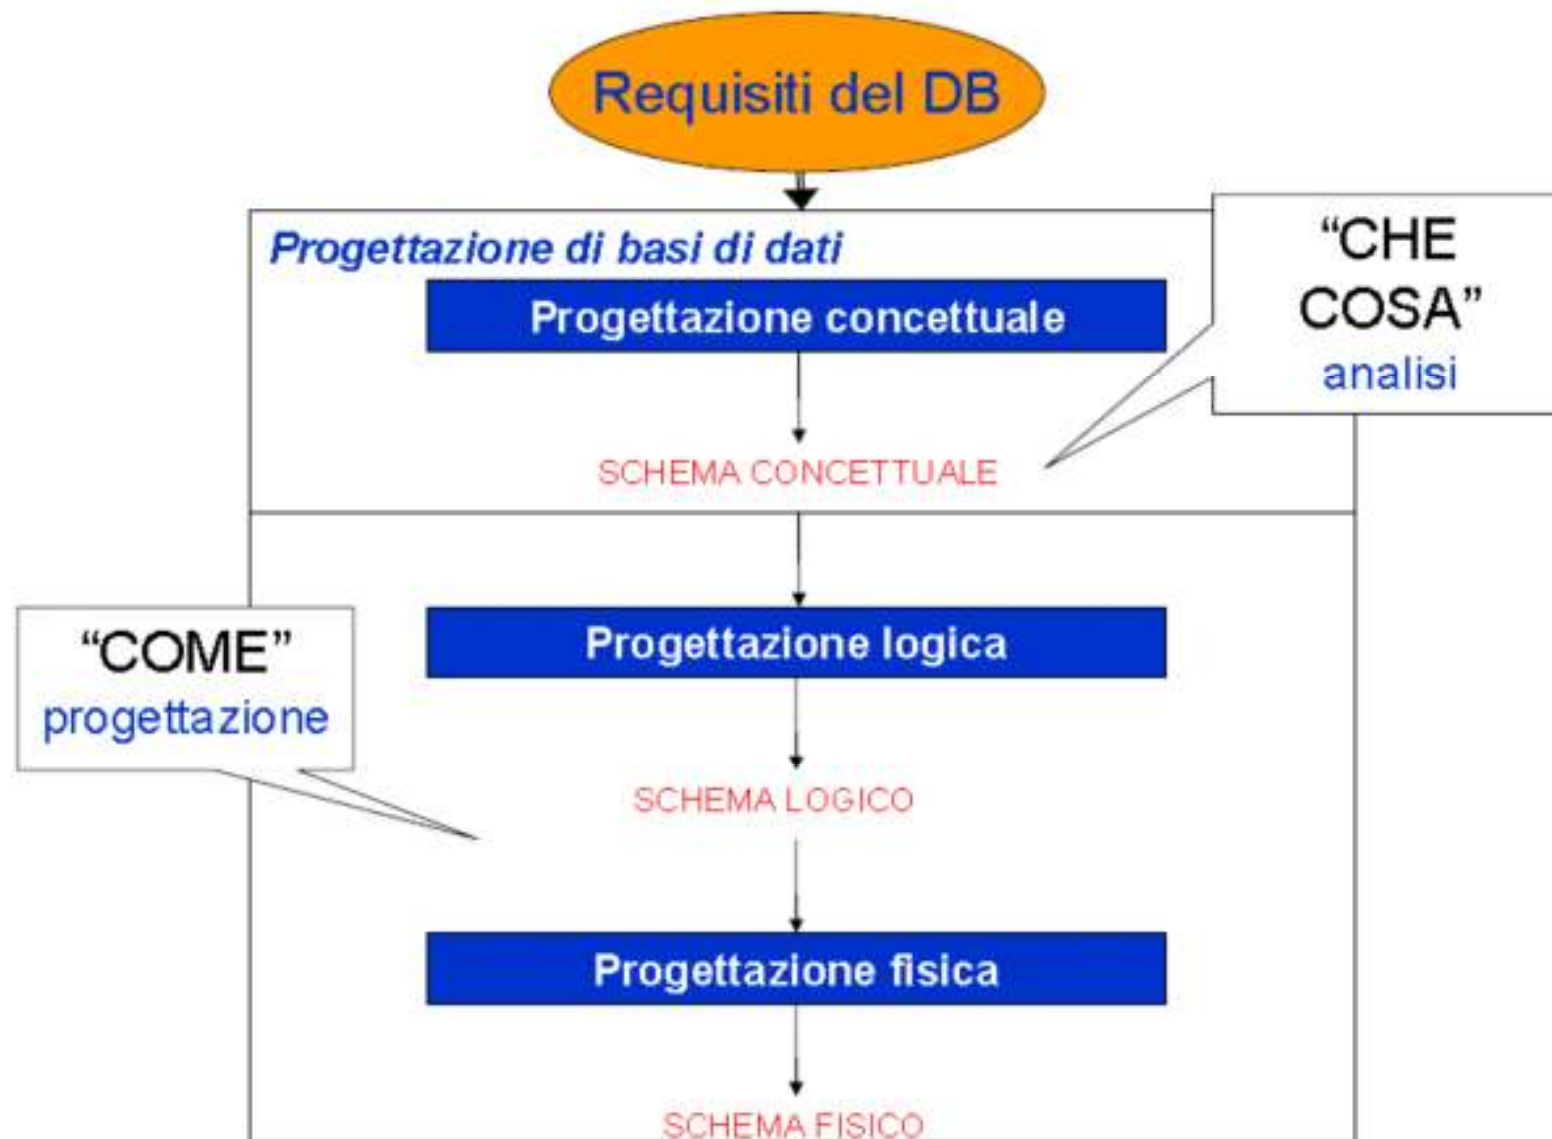 Requisiti del DB
Progettazione di basi di dati
"CHE
COSA"
analisi
Progettazione concettuale
SCHEMA CONCETTUALE
Progettazione logica
"COME"
progettazione
SCHEMA LOGICO
Progettazione fisica
SCHEMA FISICO